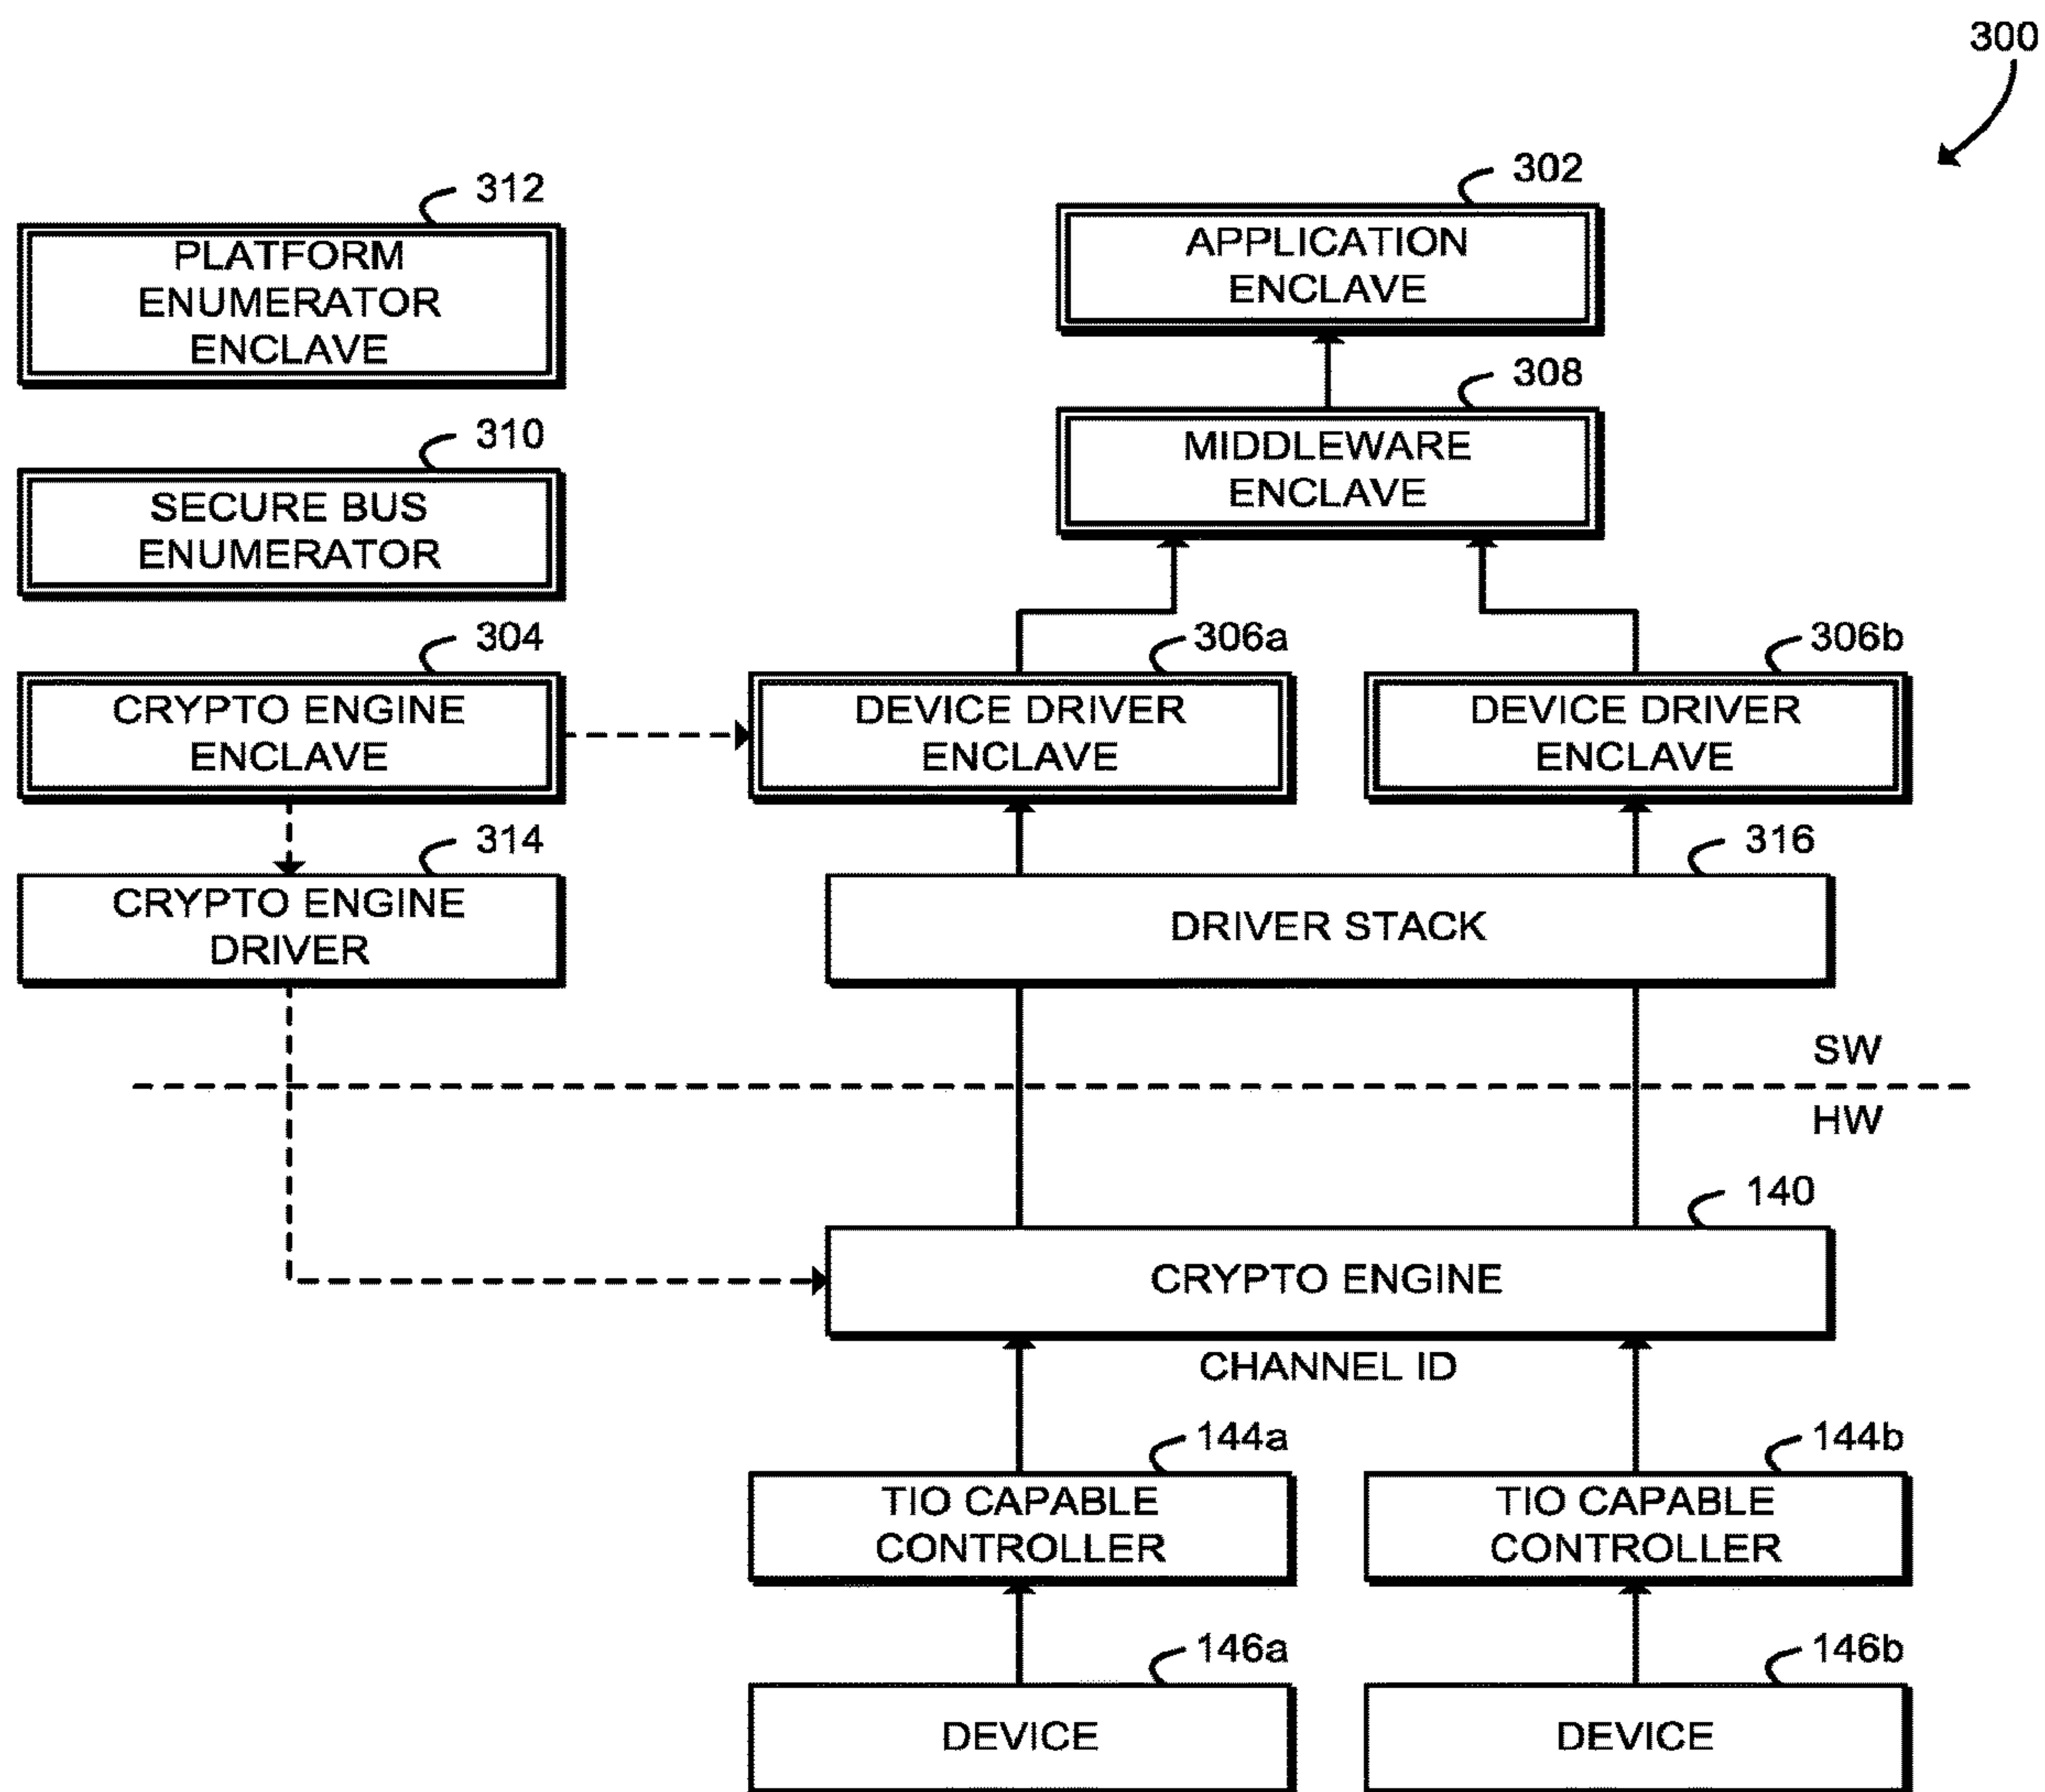 300
312
PLATFORM
ENUMERATOR
ENCLAVE
302
APPLICATION
ENCLAVE
308
MIDDLEWARE
ENCLAVE
310
SECURE BUS
ENUMERATOR
304
CRYPTO ENGINE
ENCLAVE
306a
DEVICE DRIVER
ENCLAVE
306b
DEVICE DRIVER
ENCLAVE
314
CRYPTO ENGINE
DRIVER
316
DRIVER STACK
SW
HW
140
CRYPTO ENGINE
CHANNEL ID
144a
TIO CAPABLE
CONTROLLER
144b
TIO CAPABLE
CONTROLLER
146a
DEVICE
146b
DEVICE